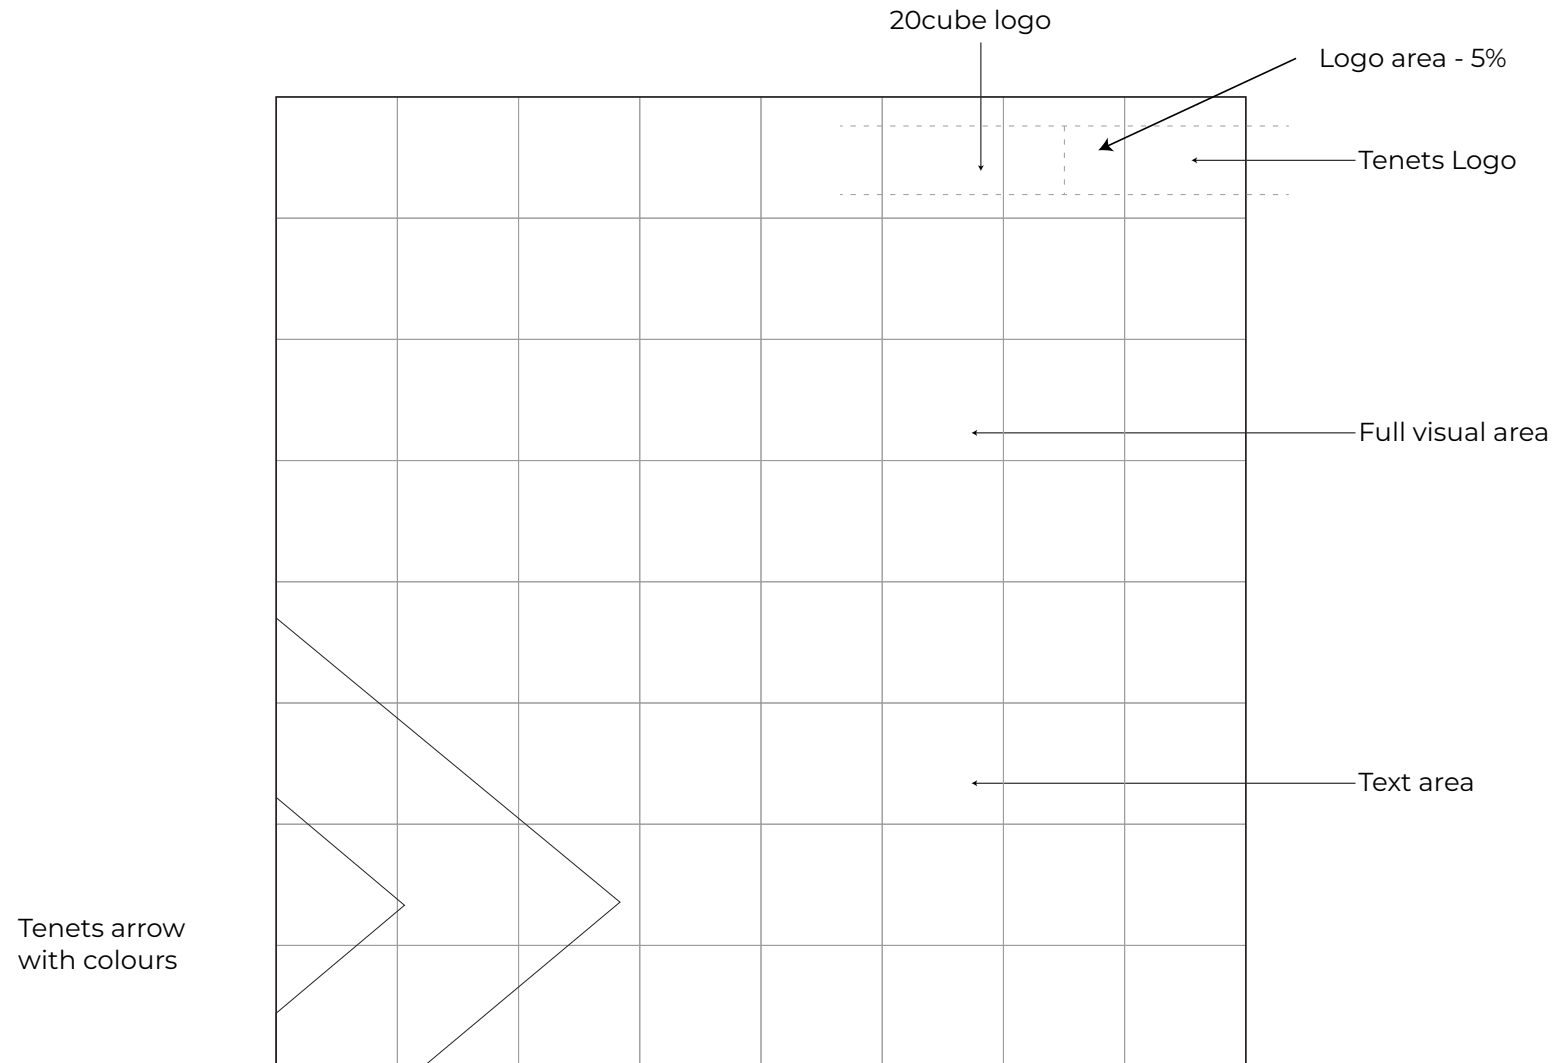 20cube logo
Logo area - 5%
Tenets Logo
Full visual area
Text area
Tenets arrow
with colours